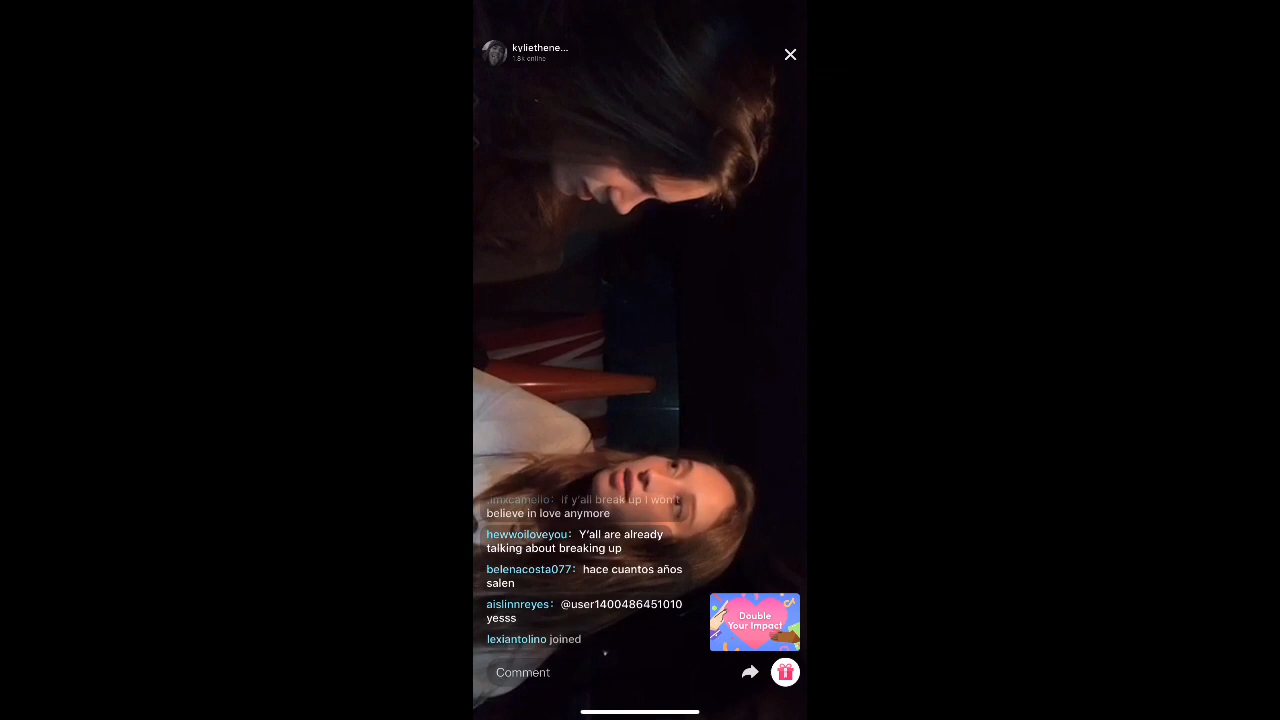 kyliethene...
1.8k online
.imxcamello: If y'all break up I won't
believe in love anymore
hewwoiloveyou: Y'all are already
talking about breaking up
belenacosta077: hace cuantos años
salen
aislinnreyes: @user1400486451010
yesss
Double
Your Impact
lexiantolino joined
Comment